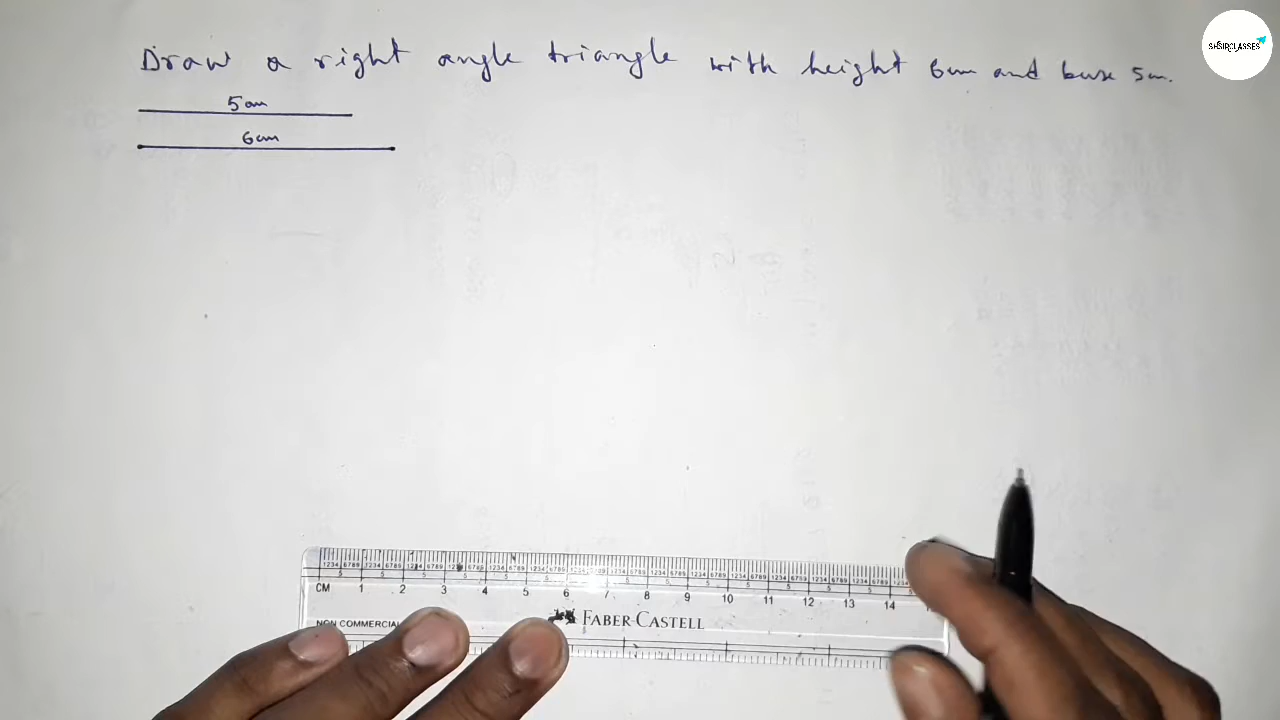 SHSIRCLASSES
Draw a right angle triangle with height 6cm and base 5cm.
5cm
6cm
CM 1 2 3 4 5 6 7 8 9 10 11 12 13 14
NON COMMERCIAL FABER-CASTELL